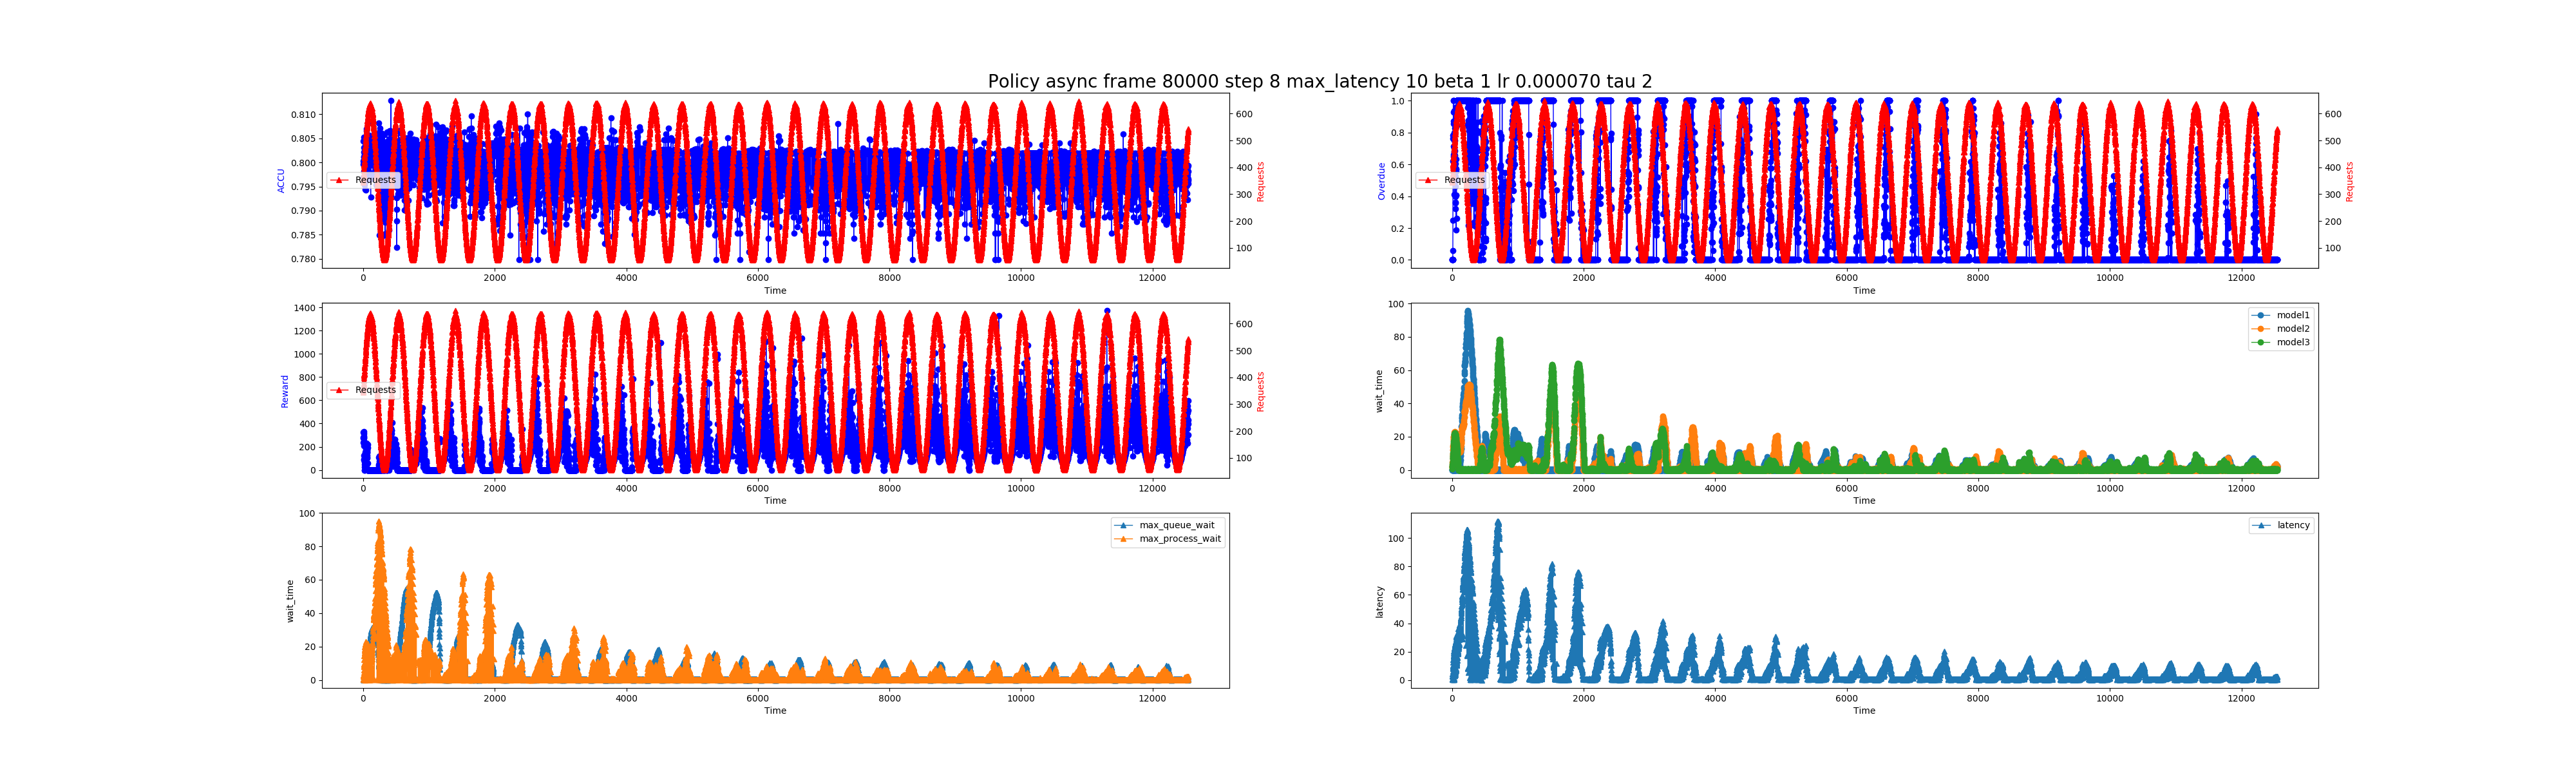 Policy async frame 80000 step 8 max_latency 10 beta 1 lr 0.000070 tau 2
0.810
0.805
0.800
0.795
0.790
0.785
0.780
ACCU
Requests
600
500
400
300
200
100
Requests
0 2000 4000 6000 8000 10000 12000
Time
1.0
0.8
0.6
0.4
0.2
0.0
Overdue
Requests
600
500
400
300
200
100
Requests
0 2000 4000 6000 8000 10000 12000
Time
1400
1200
1000
800
600
400
200
0
Reward
Requests
600
500
400
300
200
100
Requests
0 2000 4000 6000 8000 10000 12000
Time
100
80
60
40
20
0
wait_time
model1
model2
model3
0 2000 4000 6000 8000 10000 12000
Time
100
80
60
40
20
0
wait_time
max_queue_wait
max_process_wait
0 2000 4000 6000 8000 10000 12000
Time
100
80
60
40
20
0
latency
latency
0 2000 4000 6000 8000 10000 12000
Time